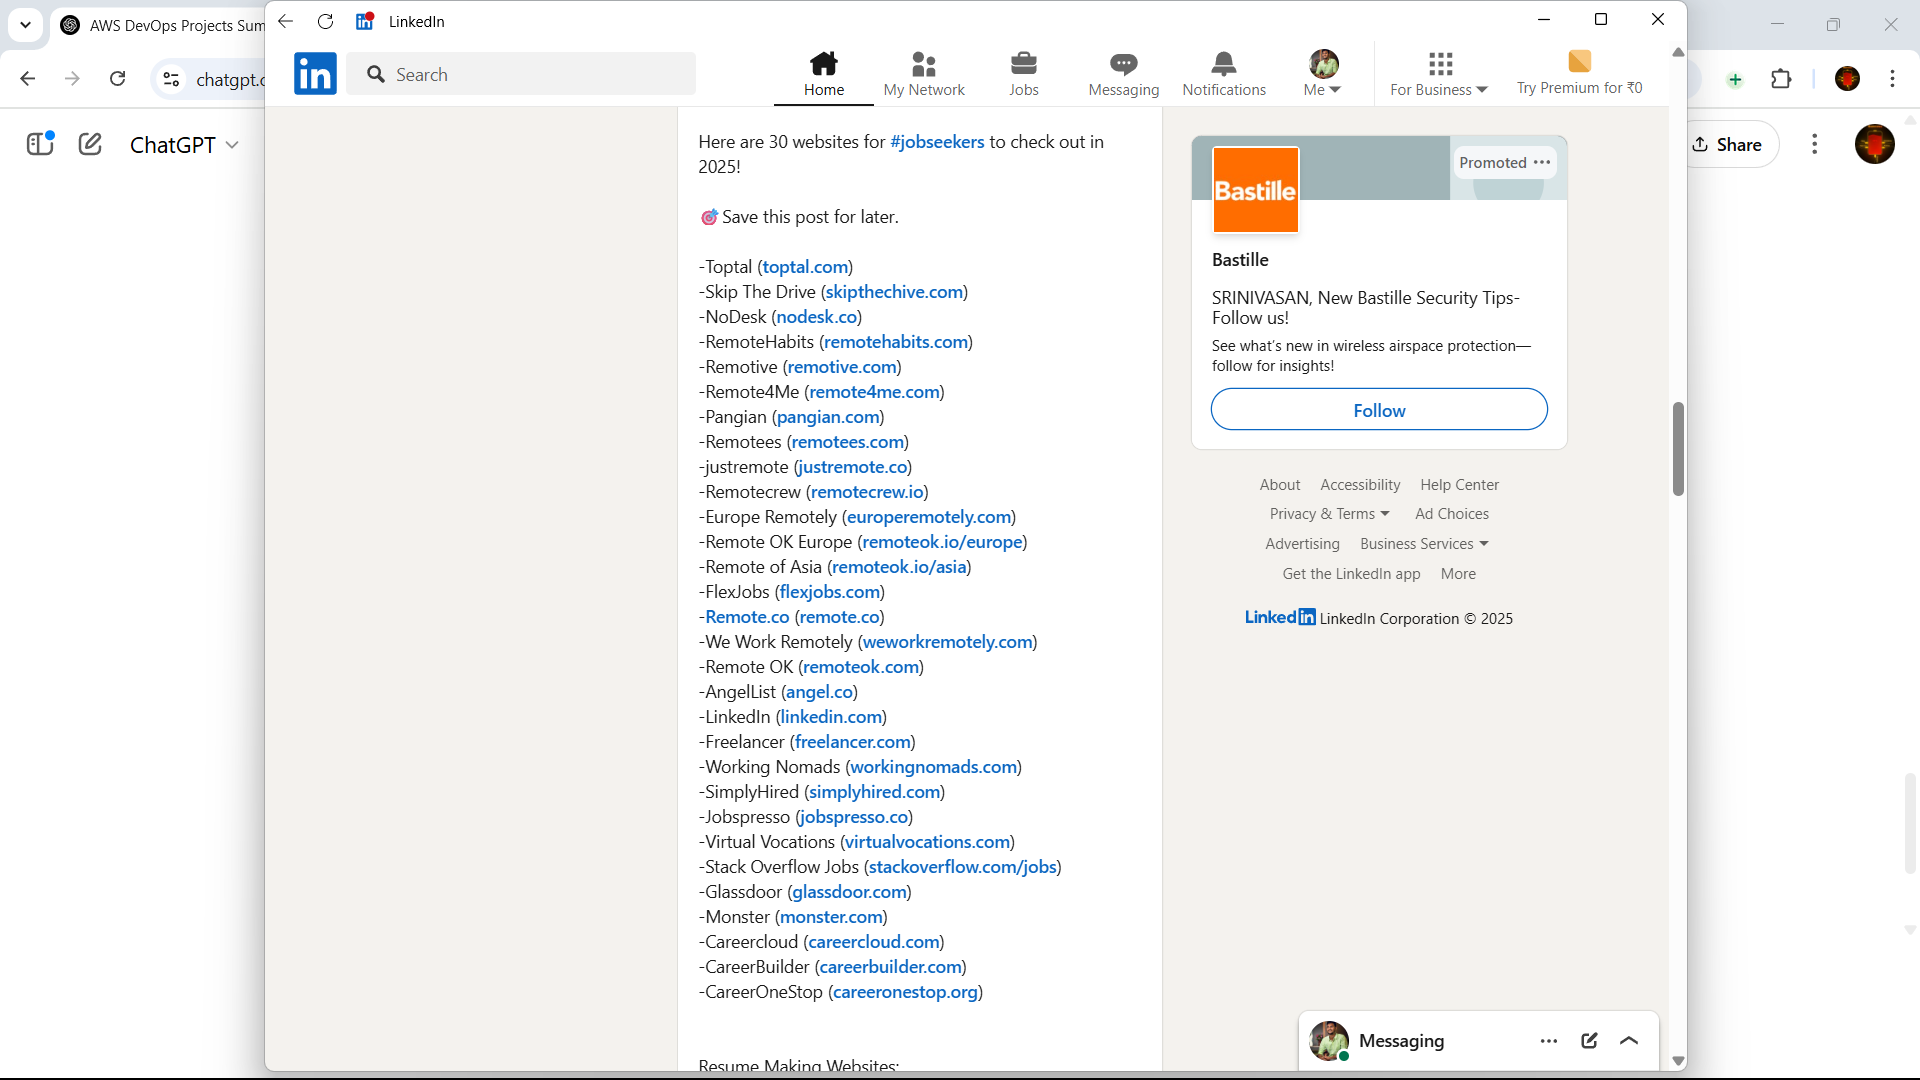 AWS DevOps Projects Sum
LinkedIn
chatgpt.c
in
Search
Home
My Network
Jobs
Messaging
Notifications
Me
For Business
Try Premium for ₹0
ChatGPT
Share
Here are 30 websites for #jobseekers to check out in
2025!
🎯 Save this post for later.
-Toptal (toptal.com)
-Skip The Drive (skipthechive.com)
-NoDesk (nodesk.co)
-RemoteHabits (remotehabits.com)
-Remotive (remotive.com)
-Remote4Me (remote4me.com)
-Pangian (pangian.com)
-Remotees (remotees.com)
-justremote (justremote.co)
-Remotecrew (remotecrew.io)
-Europe Remotely (europeremotely.com)
-Remote OK Europe (remoteok.io/europe)
-Remote of Asia (remoteok.io/asia)
-FlexJobs (flexjobs.com)
-Remote.co (remote.co)
-We Work Remotely (weworkremotely.com)
-Remote OK (remoteok.com)
-AngelList (angel.co)
-LinkedIn (linkedin.com)
-Freelancer (freelancer.com)
-Working Nomads (workingnomads.com)
-SimplyHired (simplyhired.com)
-Jobspresso (jobspresso.co)
-Virtual Vocations (virtualvocations.com)
-Stack Overflow Jobs (stackoverflow.com/jobs)
-Glassdoor (glassdoor.com)
-Monster (monster.com)
-Careercloud (careercloud.com)
-CareerBuilder (careerbuilder.com)
-CareerOneStop (careeronestop.org)
Resume Making Websites:
Promoted
Bastille
Bastille
SRINIVASAN, New Bastille Security Tips-
Follow us!
See what's new in wireless airspace protection—
follow for insights!
Follow
About Accessibility Help Center
Privacy & Terms Ad Choices
Advertising Business Services
Get the LinkedIn app More
LinkedIn LinkedIn Corporation © 2025
Messaging